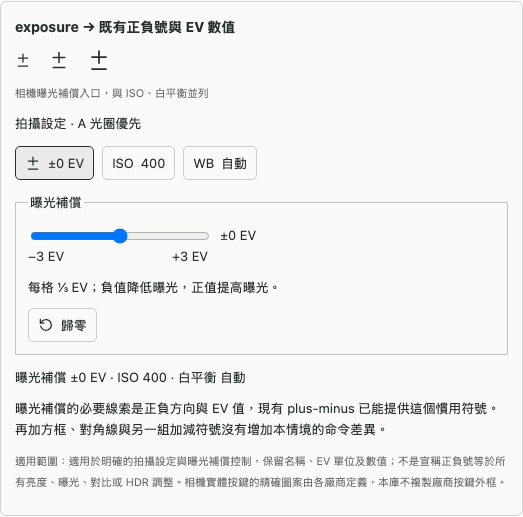 exposure → 既有正負號與 EV 數值
± ± ±
相機曝光補償入口，與 ISO、白平衡並列
拍攝設定 · A 光圈優先
± ±0 EV ISO 400 WB 自動
曝光補償
±0 EV
−3 EV +3 EV
每格 ⅓ EV；負值降低曝光，正值提高曝光。
歸零
曝光補償 ±0 EV · ISO 400 · 白平衡 自動
曝光補償的必要線索是正負方向與 EV 值，現有 plus-minus 已能提供這個慣用符號。
再加方框、對角線與另一組加減符號沒有增加本情境的命令差異。
適用範圍：適用於明確的拍攝設定與曝光補償控制，保留名稱、EV 單位及數值；不是宣稱正負號等於所
有亮度、曝光、對比或 HDR 調整。相機實體按鍵的精確圖案由各廠商定義，本庫不複製廠商按鍵外框。